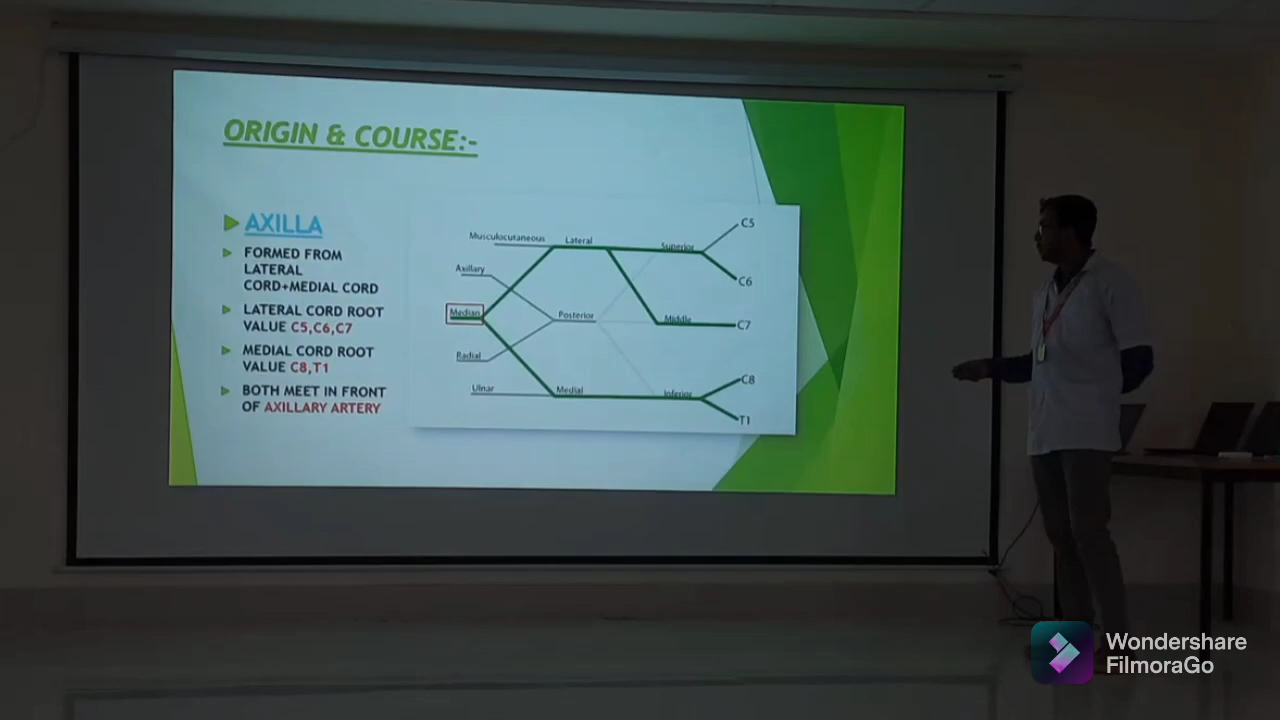 ORIGIN & COURSE:-
AXILLA
FORMED FROM
LATERAL
CORD+MEDIAL CORD
LATERAL CORD ROOT
VALUE C5,C6,C7
MEDIAL CORD ROOT
VALUE C8,T1
BOTH MEET IN FRONT
OF AXILLARY ARTERY
Musculocutaneous
Lateral
Superior
C5
Axillary
C6
Median
Posterior
Middle
C7
Radial
Ulnar
Medial
Inferior
C8
T1
Wondershare
FilmoraGo